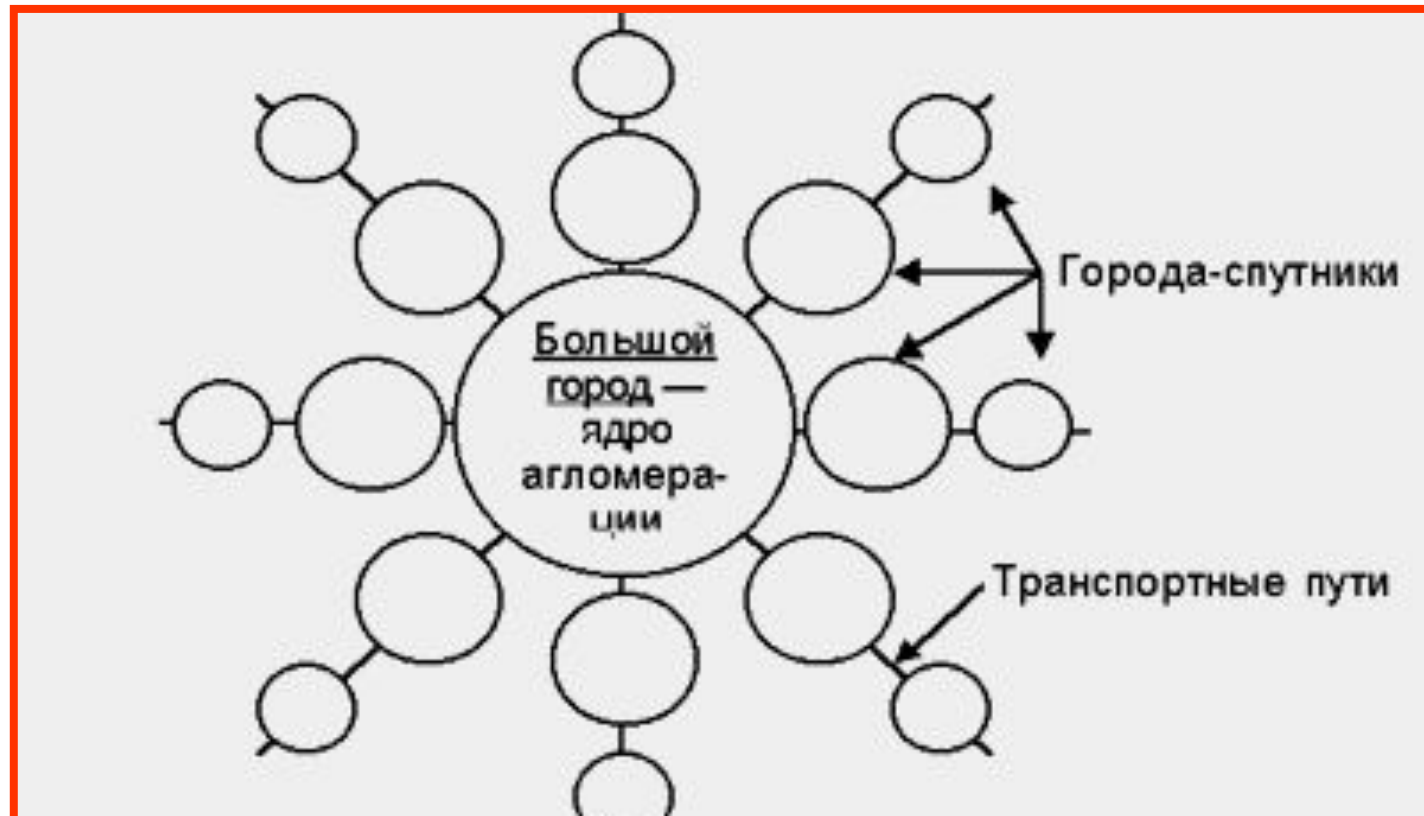 Большой
город —
ядро
агломера-
ции
Города-спутники
Транспортные пути